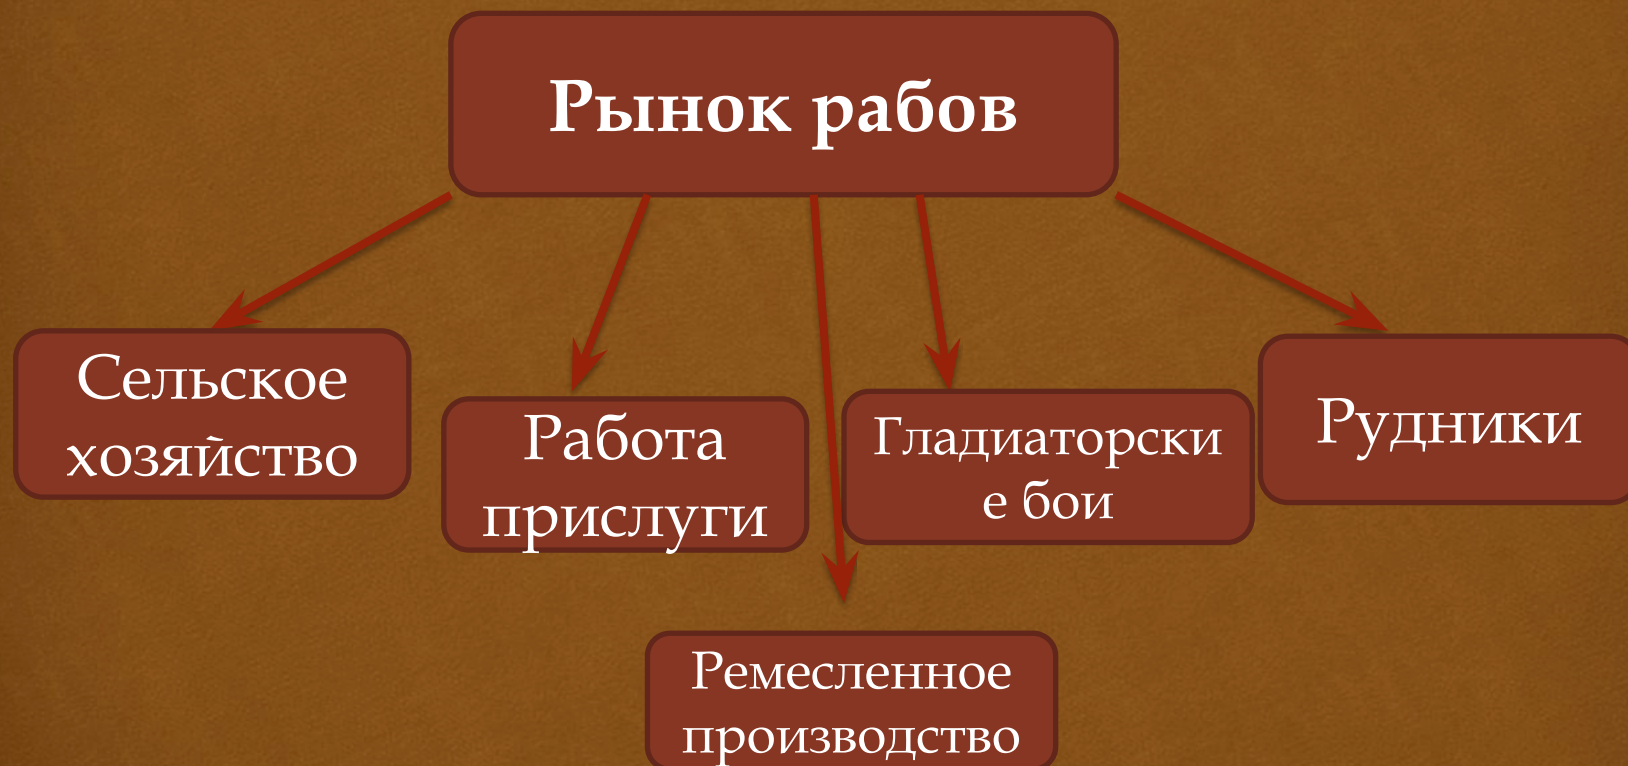 Рынок рабов
Сельское
хозяйство
Работа
прислуги
Гладиаторски
е бои
Рудники
Ремесленное
производство